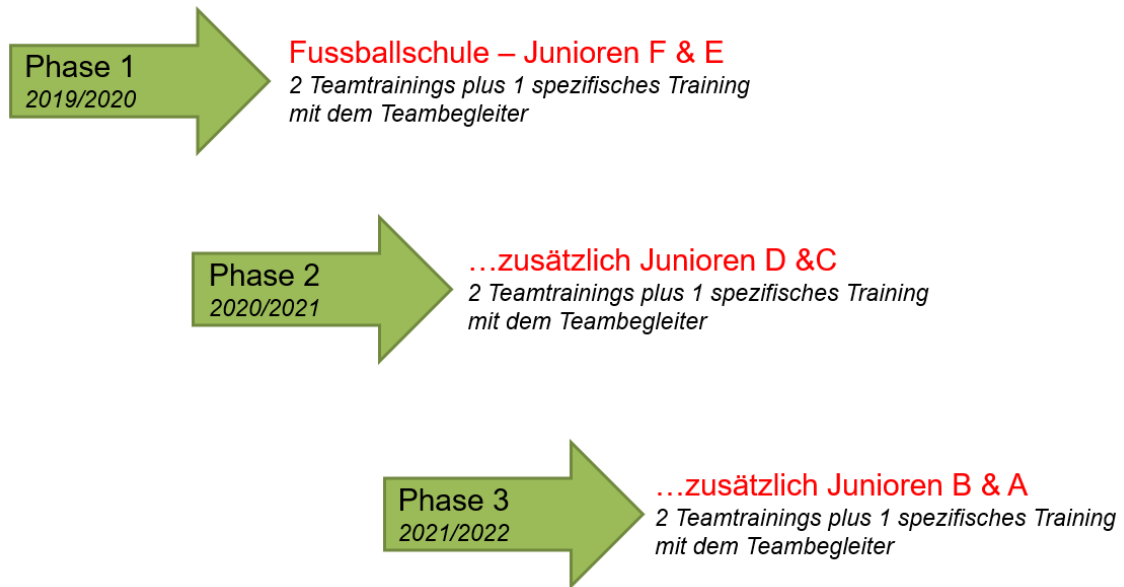 Phase 1
2019/2020
Fussballschule – Junioren F & E
2 Teamtrainings plus 1 spezifisches Training
mit dem Teambegleiter
Phase 2
2020/2021
…zusätzlich Junioren D &C
2 Teamtrainings plus 1 spezifisches Training
mit dem Teambegleiter
Phase 3
2021/2022
…zusätzlich Junioren B & A
2 Teamtrainings plus 1 spezifisches Training
mit dem Teambegleiter